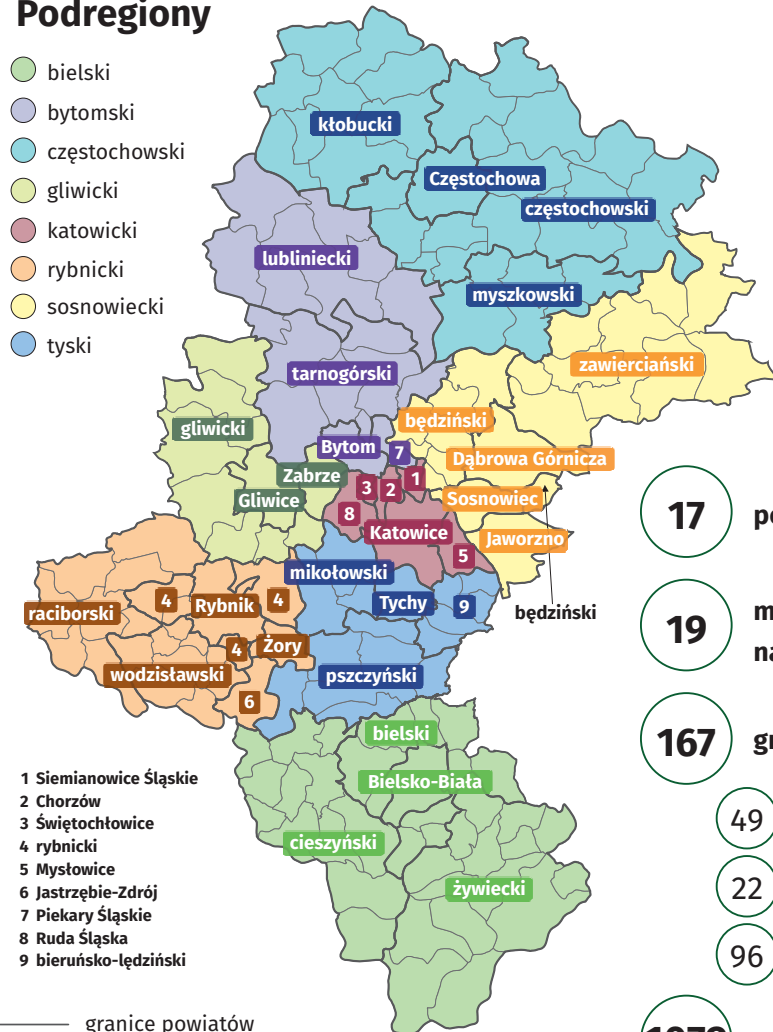 Podregiony
bielski
bytomski
częstochowski
gliwicki
katowicki
rybnicki
sosnowiecki
tyski
kłobucki
Częstochowa
częstochowski
lubliniecki
myszkowski
zawierciański
tarnogórski
będziński
gliwicki
Bytom
7
Dąbrowa Górnicza
Zabrze
1
3
2
Gliwice
Sosnowiec
8
Katowice
Jaworzno
5
mikołowski
4
Rybnik
4
Tychy
9
raciborski
będziński
4
Żory
wodzisławski
pszczyński
6
bielski
Bielsko-Biała
cieszyński
żywiecki
1 Siemianowice Śląskie
2 Chorzów
3 Świętochłowice
4 rybnicki
5 Mysłowice
6 Jastrzębie-Zdrój
7 Piekary Śląskie
8 Ruda Śląska
9 bieruńsko-lędziński
granice powiatów
17
19
167
49
22
96